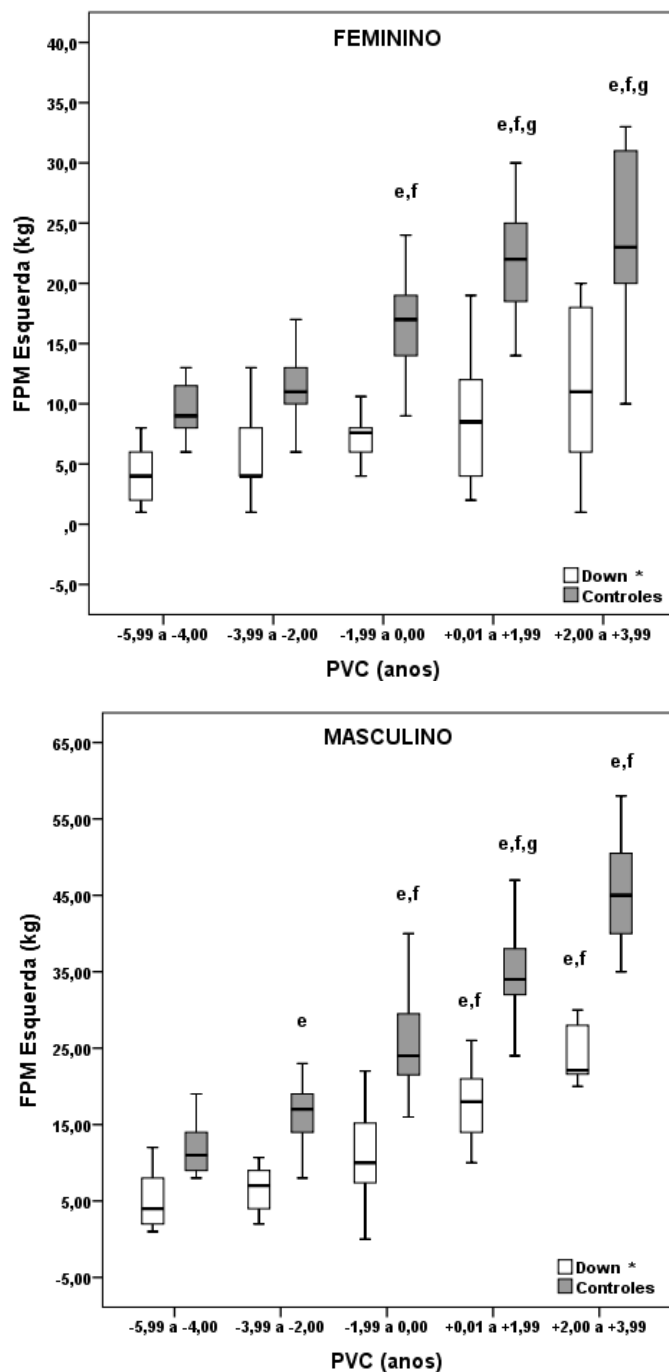 FEMININO
40,0
e,f,g
e,f,g
30,0
e,f
20,0
15,0
10,0
5,0
,0
-5,0
FPM Esquerda (kg)
Down *
Controles
-5,99 a -4,00
-3,99 a -2,00
-1,99 a 0,00
+0,01 a +1,99
+2,00 a +3,99
PVC (anos)
MASCULINO
65,00
e,f
55,00
e,f,g
e,f
45,00
e,f
35,00
e,f
e
25,00
15,00
5,00
-5,00
FPM Esquerda (kg)
Down *
Controles
-5,99 a -4,00
-3,99 a -2,00
-1,99 a 0,00
+0,01 a +1,99
+2,00 a +3,99
PVC (anos)